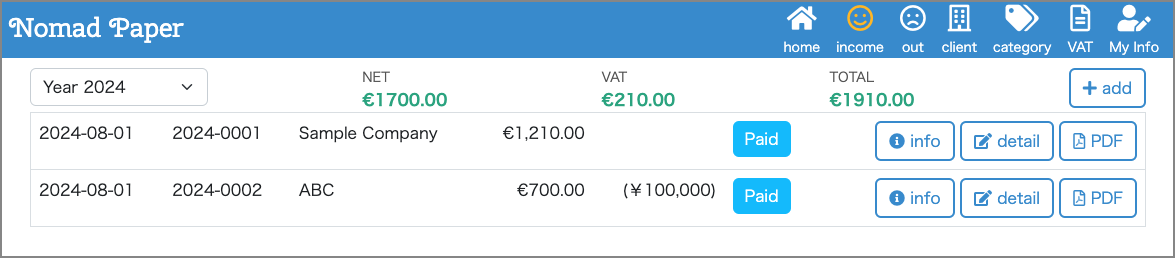 Nomad Paper
home income out client category VAT My Info
Year 2024
NET VAT TOTAL
€1700.00 €210.00 €1910.00
add
2024-08-01 2024-0001 Sample Company €1,210.00 Paid info detail PDF
2024-08-01 2024-0002 ABC €700.00 (￥100,000) Paid info detail PDF